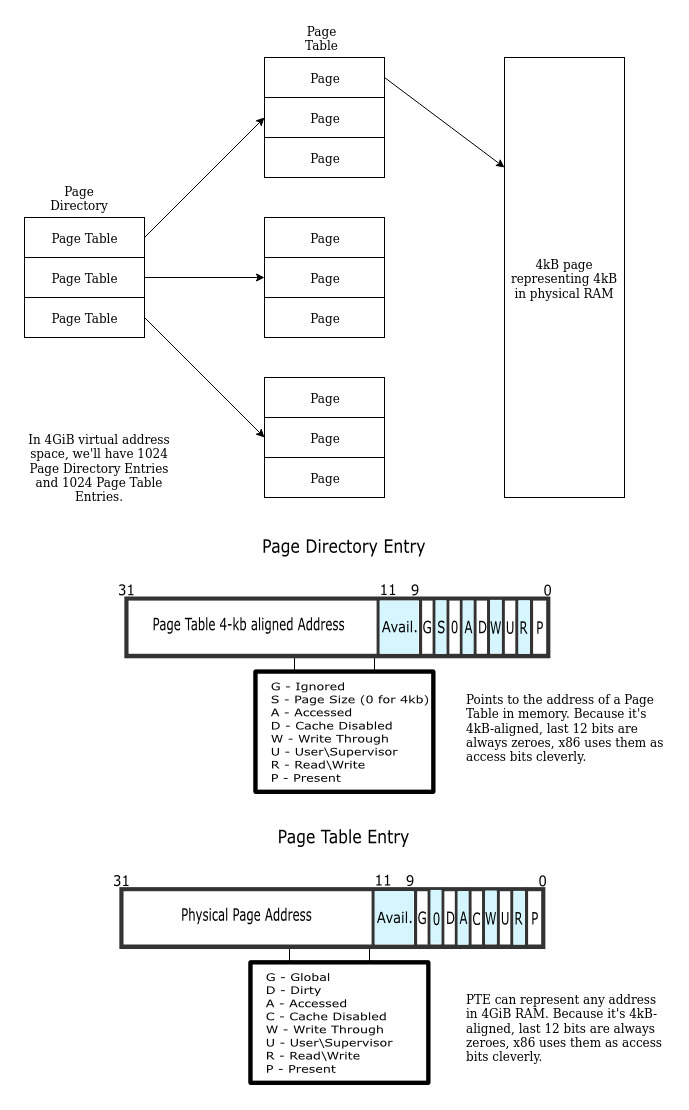 Page
Table
Page
Page
Page
Page
Directory
Page Table
Page Table
Page Table
Page
Page
Page
4kB page
representing 4kB
in physical RAM
Page
Page
Page
In 4GiB virtual address
space, we'll have 1024
Page Directory Entries
and 1024 Page Table
Entries.
Page Directory Entry
31 11 9 0
Page Table 4-kb aligned Address Avail. G S 0 A D W U R P
G - Ignored
S - Page Size (0 for 4kb)
A - Accessed
D - Cache Disabled
W - Write Through
U - User\Supervisor
R - Read\Write
P - Present
Points to the address of a Page
Table in memory. Because it's
4kB-aligned, last 12 bits are
always zeroes, x86 uses them as
access bits cleverly.
Page Table Entry
31 11 9 0
Physical Page Address Avail. G 0 D A C W U R P
G - Global
D - Dirty
A - Accessed
C - Cache Disabled
W - Write Through
U - User\Supervisor
R - Read\Write
P - Present
PTE can represent any address
in 4GiB RAM. Because it's 4kB-
aligned, last 12 bits are always
zeroes, x86 uses them as access
bits cleverly.